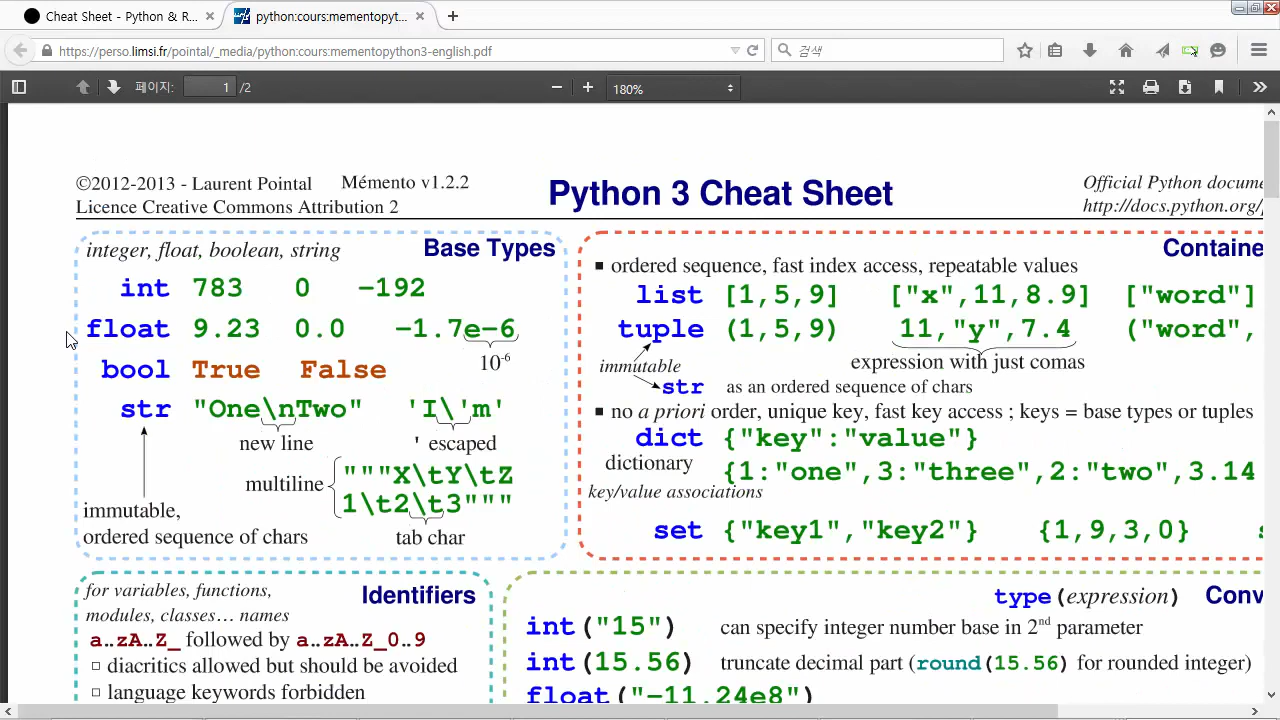 Cheat Sheet - Python & R...
python:cours:mementopyt...
https://perso.limsi.fr/pointal/_media/python:cours:mementopython3-english.pdf
검색
페이지: 1 /2
180%
©2012-2013 - Laurent Pointal Mémento v1.2.2
Licence Creative Commons Attribution 2
Python 3 Cheat Sheet
Official Python docume
http://docs.python.org/
integer, float, boolean, string
Base Types
int 783 0 -192
float 9.23 0.0 -1.7e-6
10-6
bool True False
str "One\nTwo" 'I\'m'
new line
' escaped
multiline
"""X\tY\tZ
1\t2\t3"""
immutable,
ordered sequence of chars
tab char
Containe
▪ ordered sequence, fast index access, repeatable values
list [1,5,9] ["x",11,8.9] ["word"]
tuple (1,5,9) 11,"y",7.4 ("word",
immutable
expression with just comas
str as an ordered sequence of chars
▪ no a priori order, unique key, fast key access ; keys = base types or tuples
dict {"key":"value"}
dictionary
{1:"one",3:"three",2:"two",3.14
key/value associations
set {"key1","key2"} {1,9,3,0}
for variables, functions,
modules, classes… names
Identifiers
a..zA..Z_ followed by a..zA..Z_0..9
□ diacritics allowed but should be avoided
□ language keywords forbidden
type(expression) Conv
int("15") can specify integer number base in 2nd parameter
int(15.56) truncate decimal part (round(15.56) for rounded integer)
float("-11.24e8")